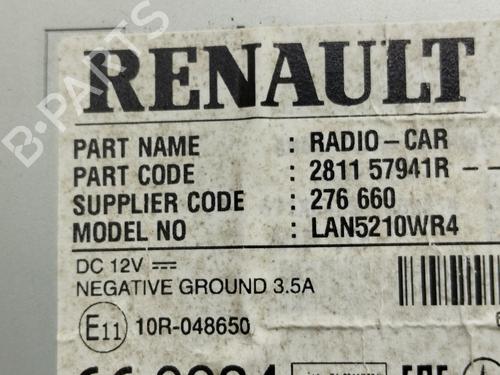 RENAULT
PART NAME : RADIO-CAR
PART CODE : 2811 57941R --
SUPPLIER CODE : 276 660
MODEL NO : LAN5210WR4
DC 12V
NEGATIVE GROUND 3.5A
E11 10R-048650
B-PARTS